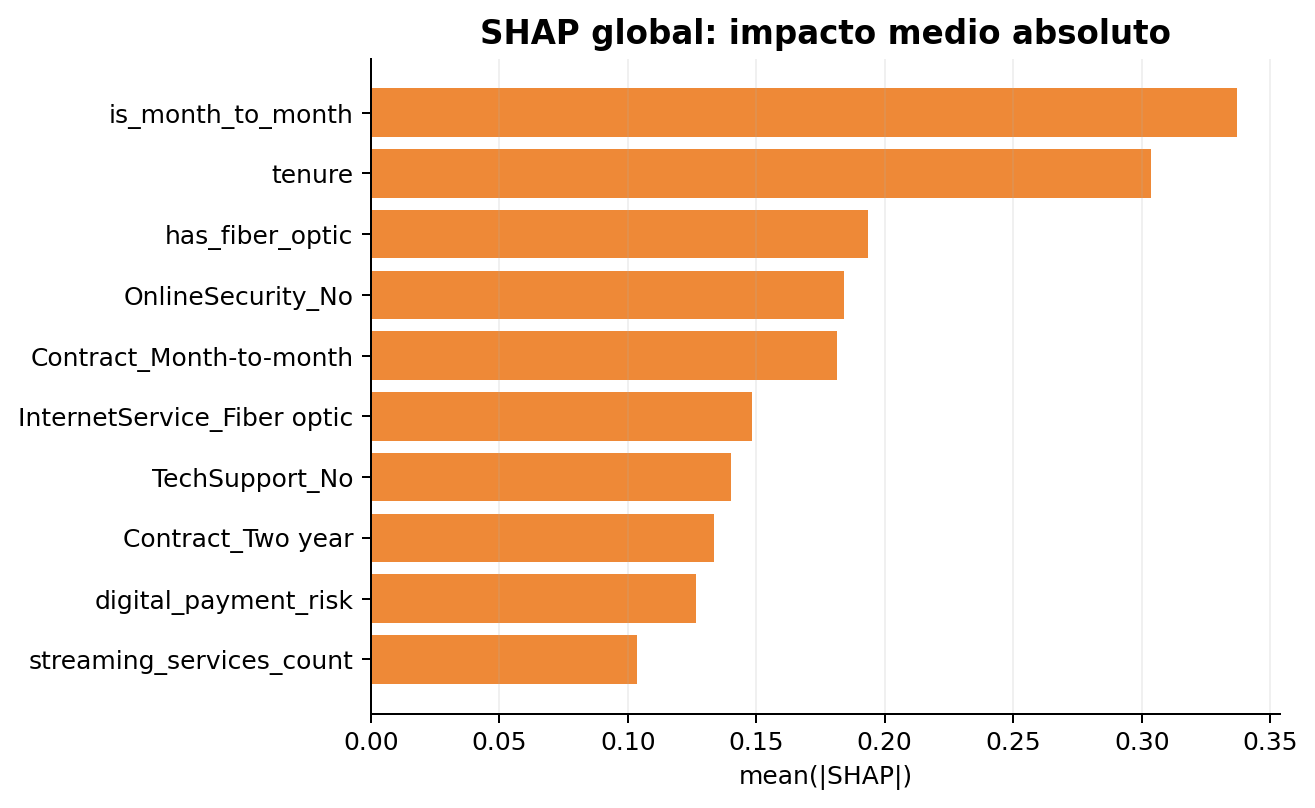 SHAP global: impacto medio absoluto
is_month_to_month
tenure
has_fiber_optic
OnlineSecurity_No
Contract_Month-to-month
InternetService_Fiber optic
TechSupport_No
Contract_Two year
digital_payment_risk
streaming_services_count
0.00 0.05 0.10 0.15 0.20 0.25 0.30 0.35
mean(|SHAP|)